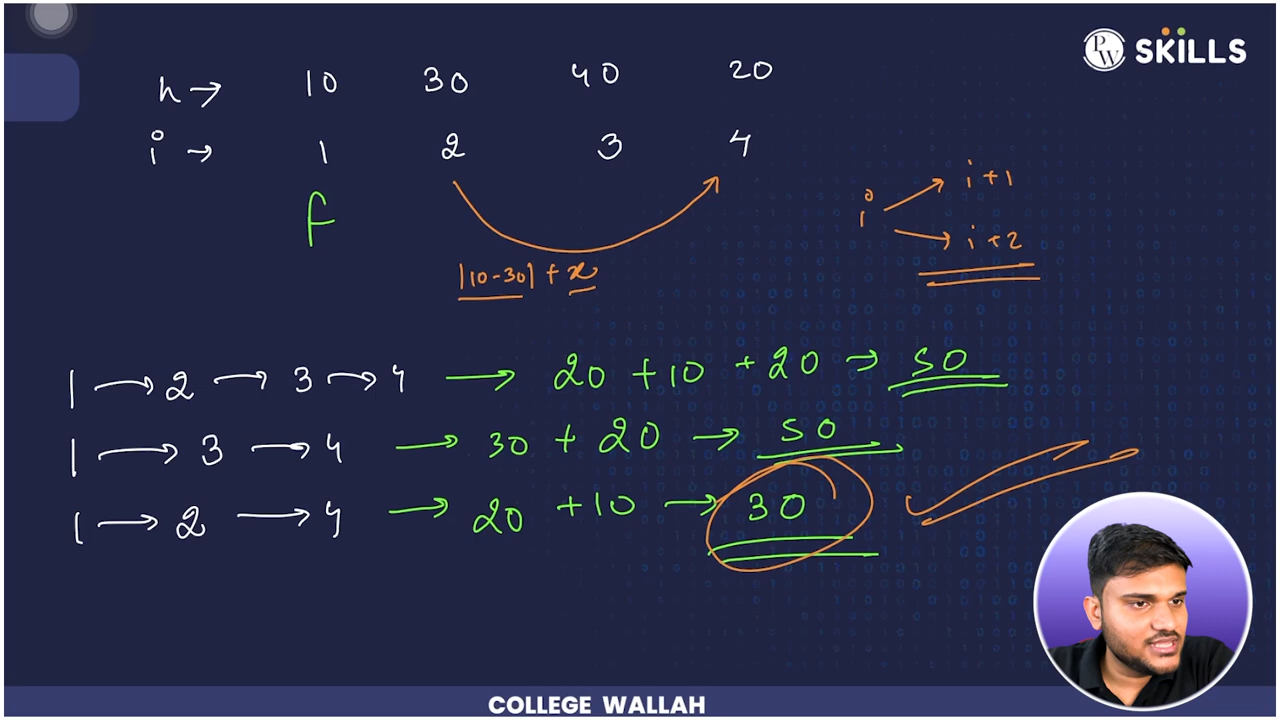 PW SKILLS
h → 10 30 40 20
i → 1 2 3 4
i → i+1
→ i+2
f
|10-30| + x
1 → 2 → 3 → 4 → 20 + 10 + 20 → 50
1 → 3 → 4 → 30 + 20 → 50
1 → 2 → 4 → 20 + 10 → 30
COLLEGE WALLAH